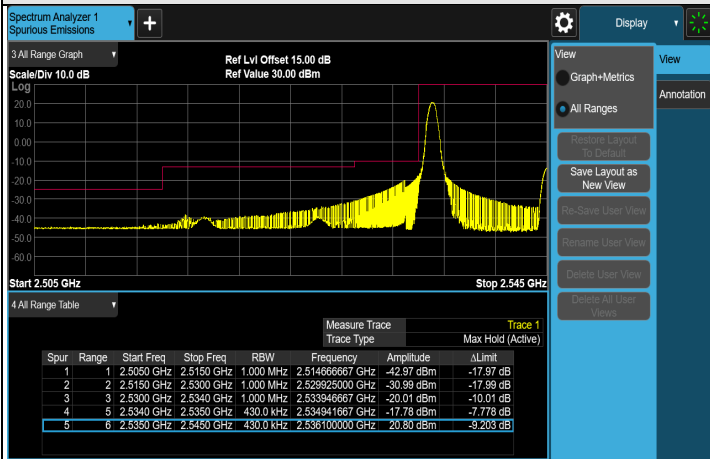 Spectrum Analyzer 1
Spurious Emissions
Display
3 All Range Graph
Ref Lvl Offset 15.00 dB
Scale/Div 10.0 dB
Ref Value 30.00 dBm
Log
20.0
10.0
0.00
-10.0
-20.0
-30.0
-40.0
-50.0
-60.0
Start 2.505 GHz
Stop 2.545 GHz
View
Graph+Metrics
All Ranges
Restore Layout
To Default
Save Layout as
New View
Re-Save User View
Rename User View
Delete User View
Delete All User
Views
View
Annotation
4 All Range Table
Measure Trace Trace 1
Trace Type Max Hold (Active)
Spur Range Start Freq Stop Freq RBW Frequency Amplitude ΔLimit
1 1 2.5050 GHz 2.5150 GHz 1.000 MHz 2.514666667 GHz -42.97 dBm -17.97 dB
2 2 2.5150 GHz 2.5300 GHz 1.000 MHz 2.529925000 GHz -30.99 dBm -17.99 dB
3 3 2.5300 GHz 2.5340 GHz 1.000 MHz 2.533946667 GHz -20.01 dBm -10.01 dB
4 5 2.5340 GHz 2.5350 GHz 430.0 kHz 2.534941667 GHz -17.78 dBm -7.778 dB
5 6 2.5350 GHz 2.5450 GHz 430.0 kHz 2.536100000 GHz 20.80 dBm -9.203 dB